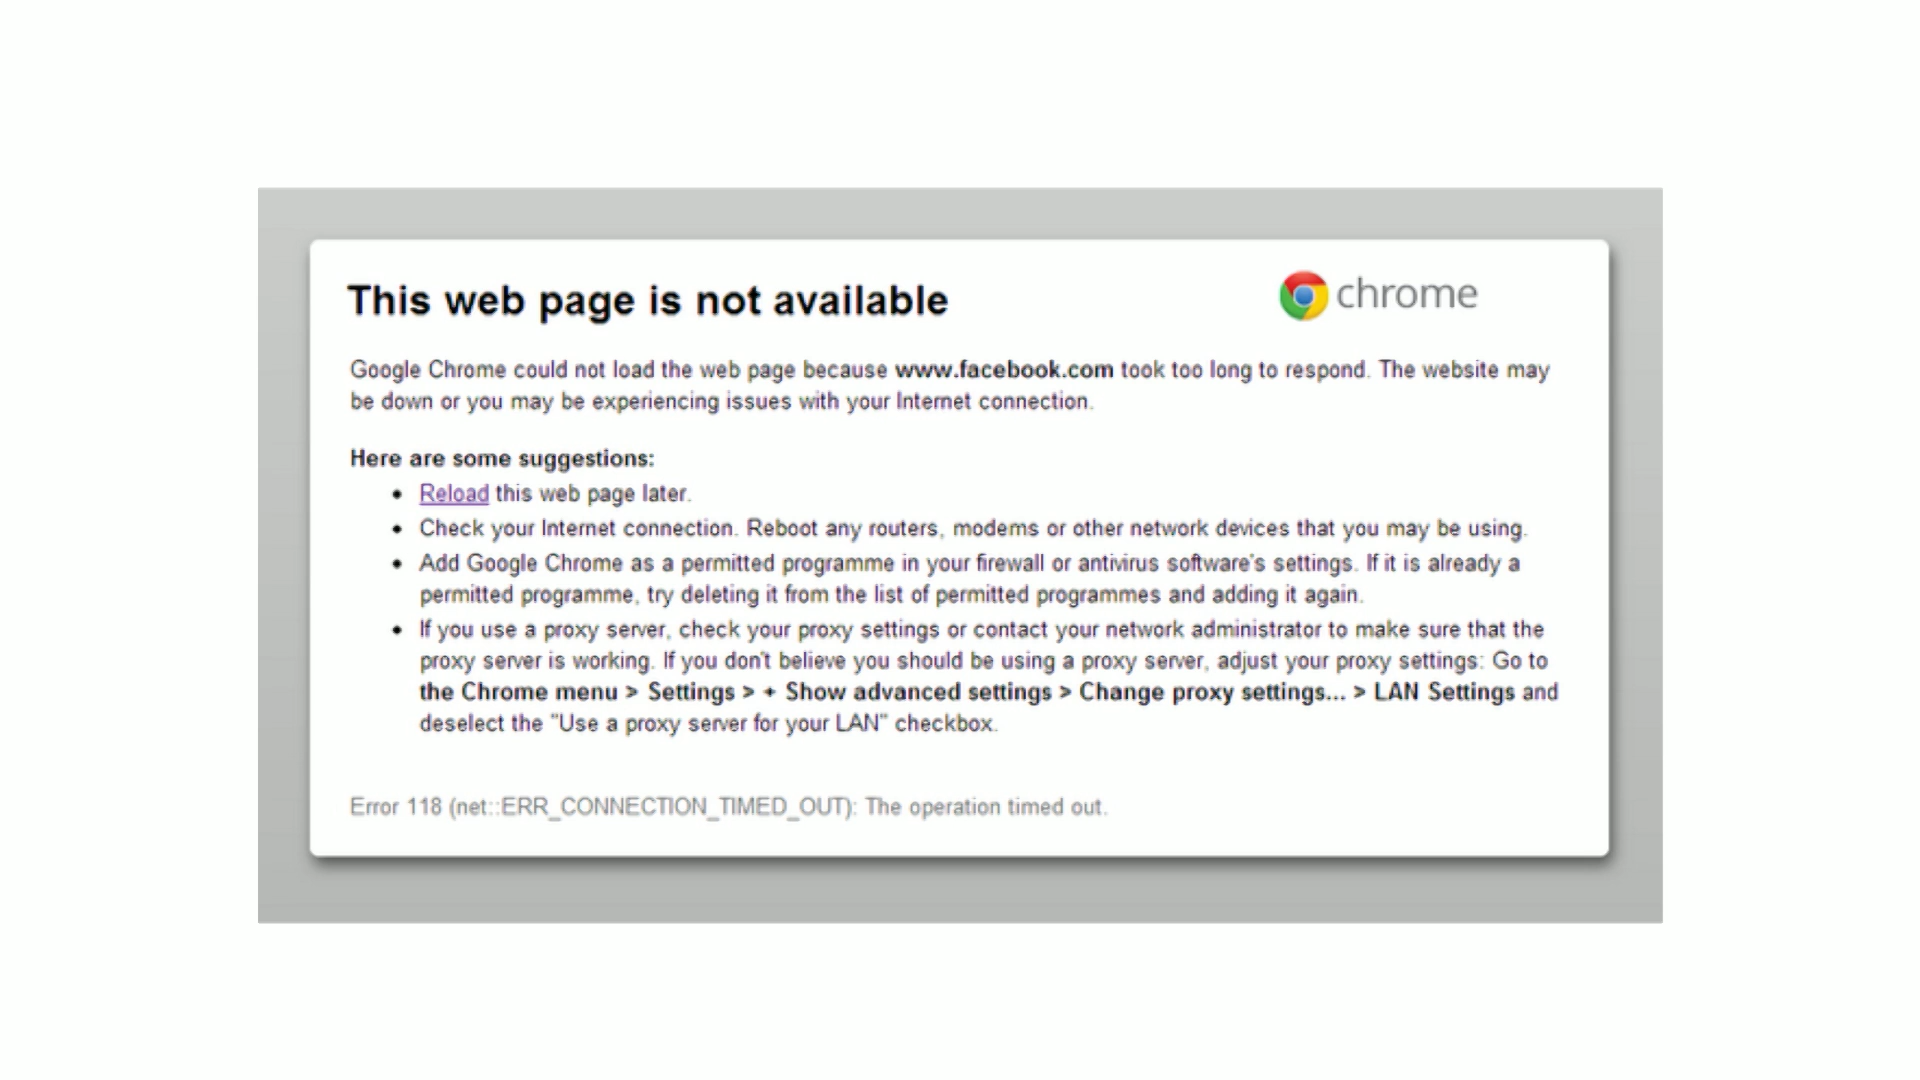 This web page is not available
chrome
Google Chrome could not load the web page because www.facebook.com took too long to respond. The website may
be down or you may be experiencing issues with your Internet connection.
Here are some suggestions:
• Reload this web page later.
• Check your Internet connection. Reboot any routers, modems or other network devices that you may be using.
• Add Google Chrome as a permitted programme in your firewall or antivirus software's settings. If it is already a
permitted programme, try deleting it from the list of permitted programmes and adding it again.
• If you use a proxy server, check your proxy settings or contact your network administrator to make sure that the
proxy server is working. If you don't believe you should be using a proxy server, adjust your proxy settings: Go to
the Chrome menu > Settings > + Show advanced settings > Change proxy settings... > LAN Settings and
deselect the "Use a proxy server for your LAN" checkbox.
Error 118 (net::ERR_CONNECTION_TIMED_OUT): The operation timed out.